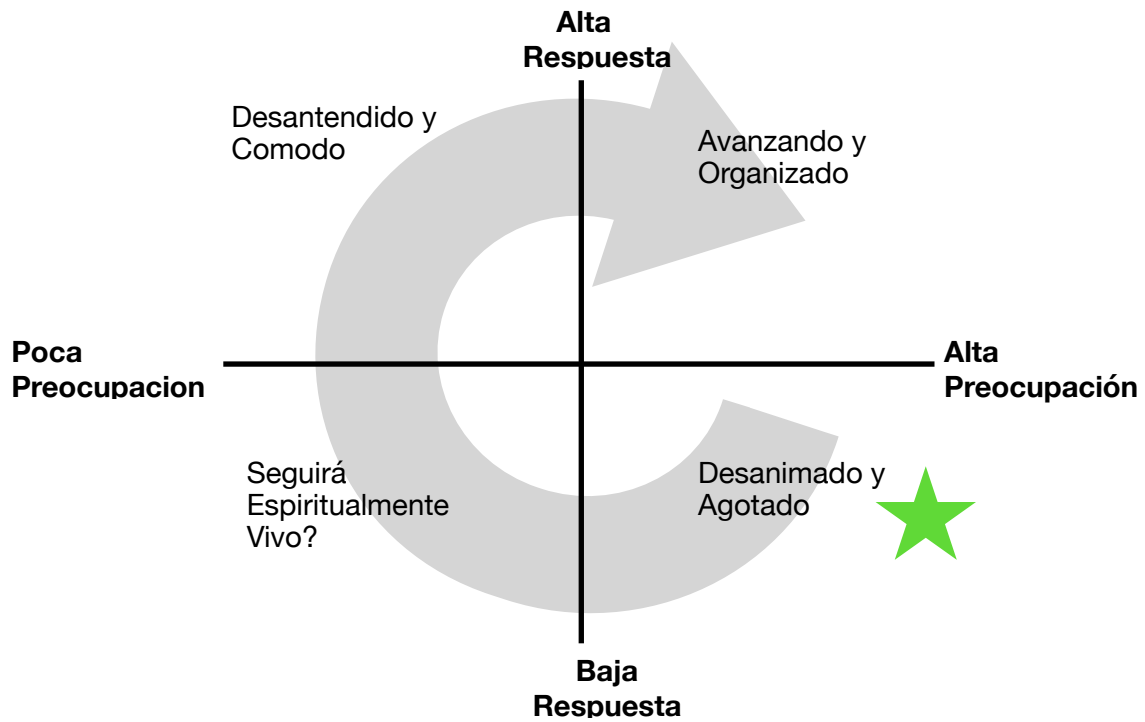 Alta
Respuesta
Desantendido y
Comodo
Avanzando y
Organizado
Poca
Preocupacion
Alta
Preocupación
Seguirá
Espiritualmente
Vivo?
Desanimado y
Agotado
Baja
Respuesta